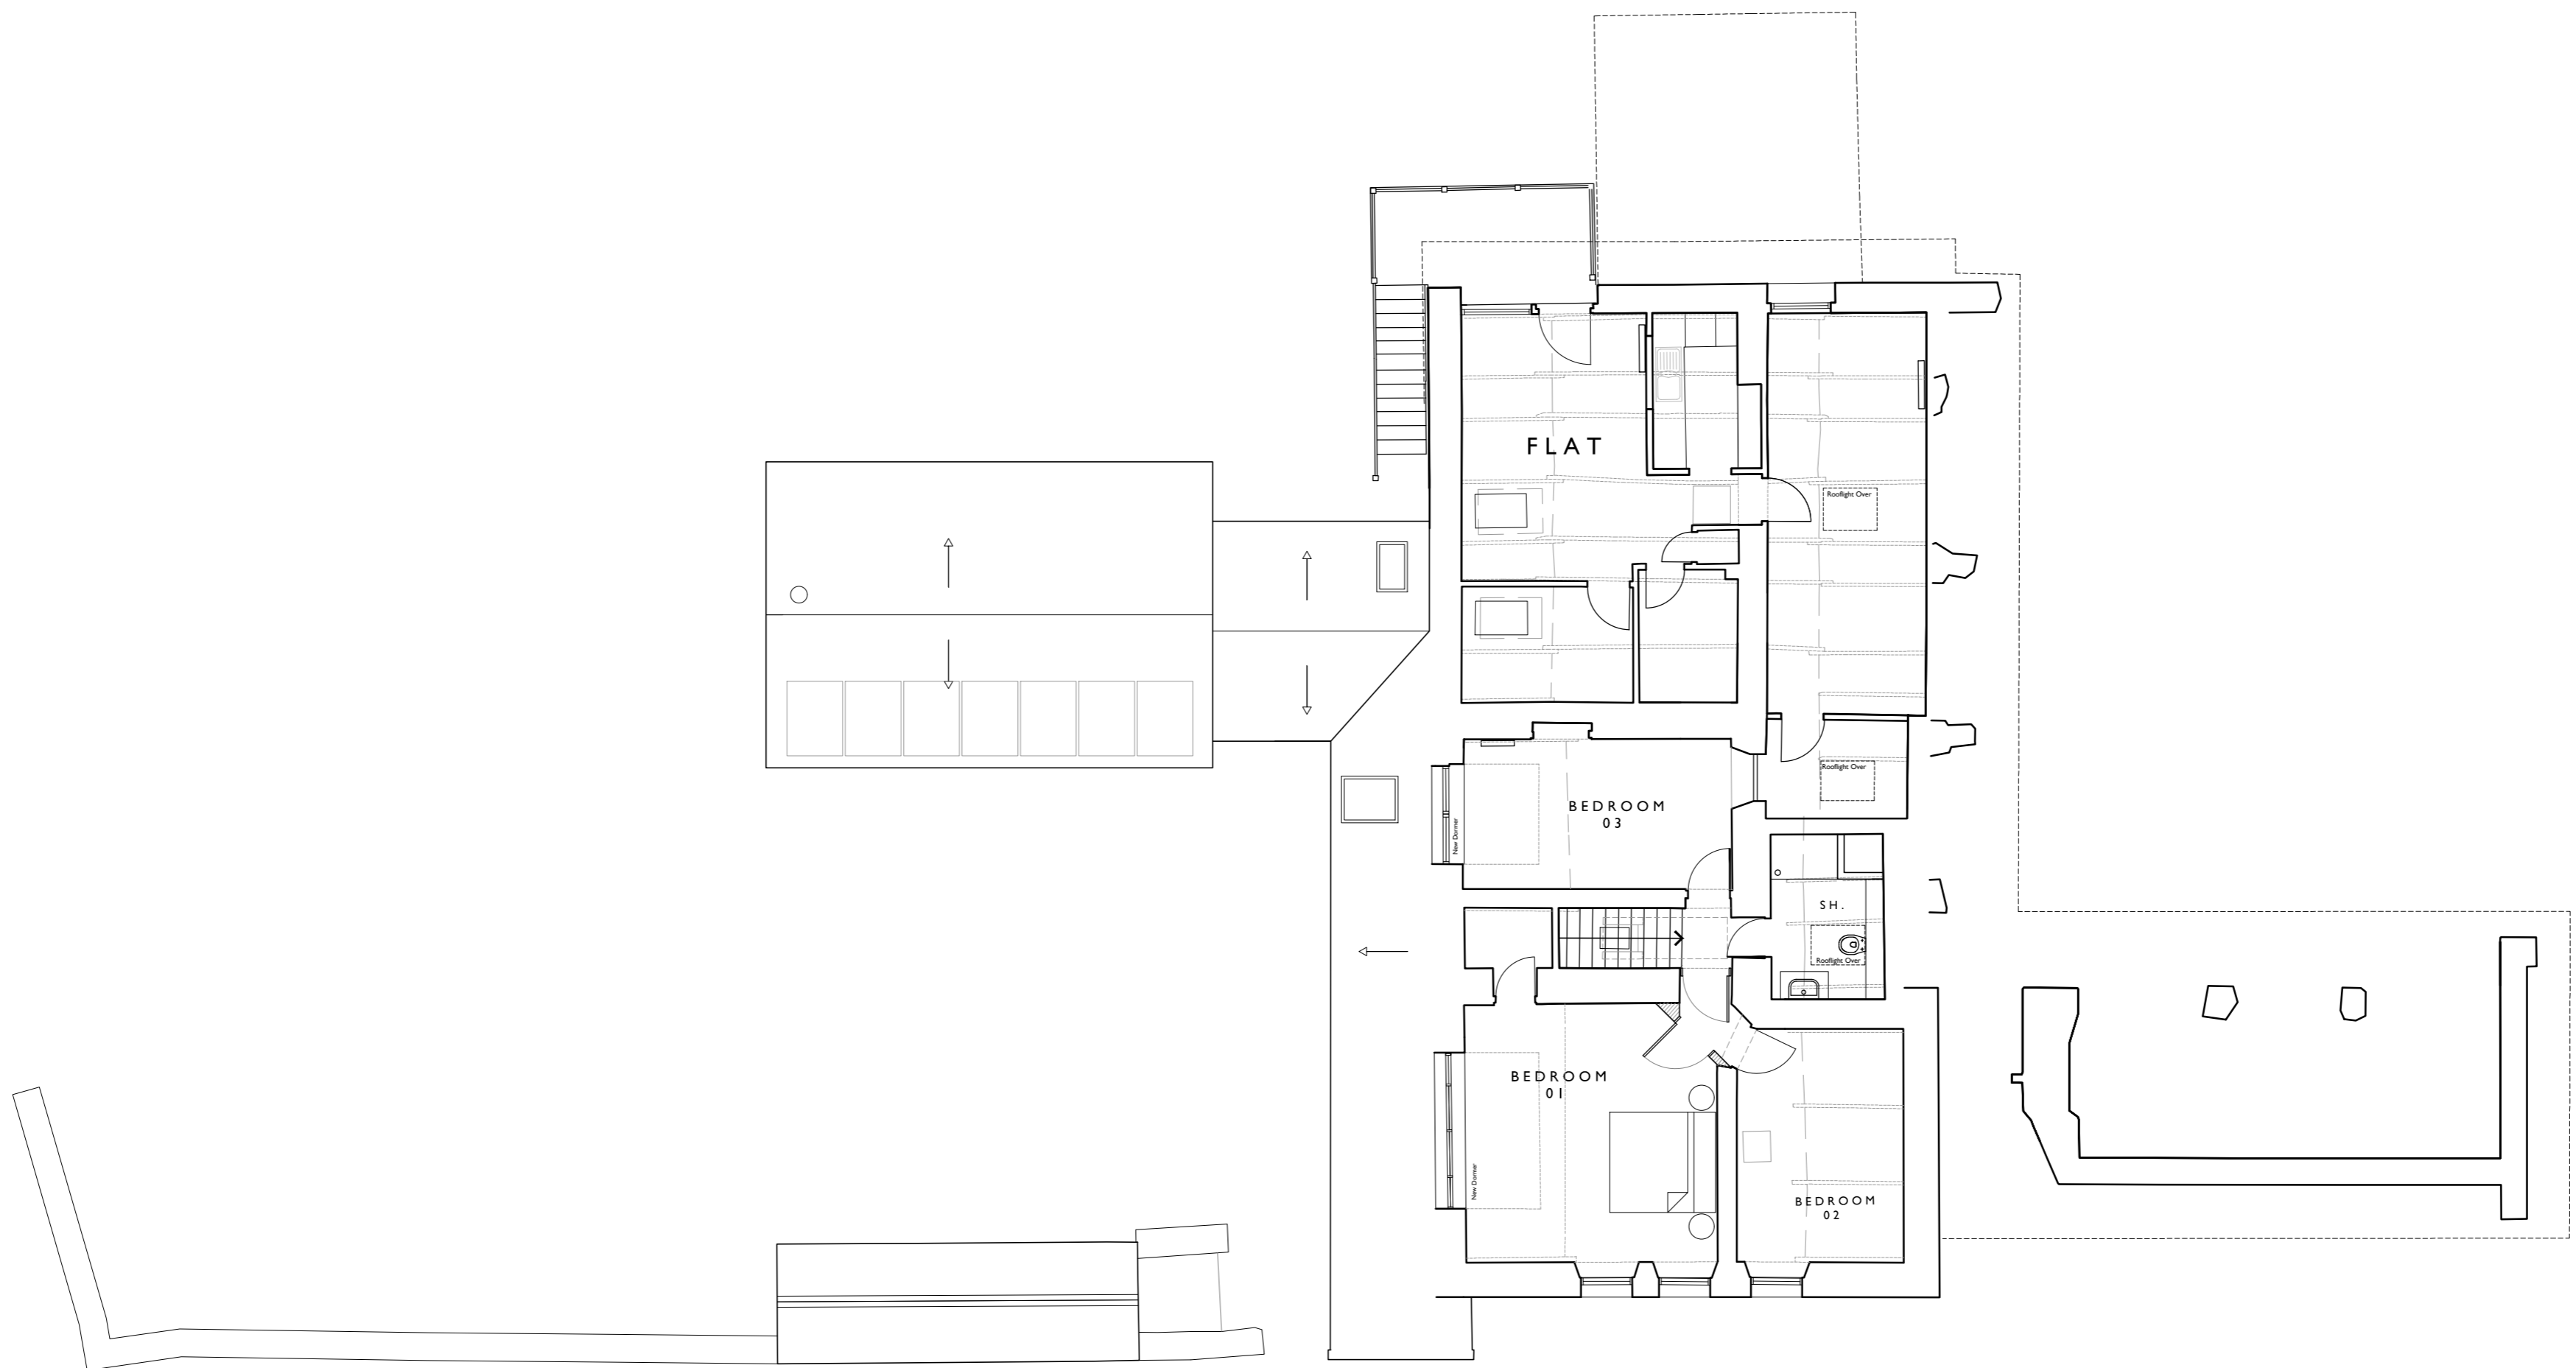 FLAT
Rooflight Over
Rooflight Over
BEDROOM
03
New Dormer
SH.
Rooflight Over
BEDROOM
01
New Dormer
BEDROOM
02